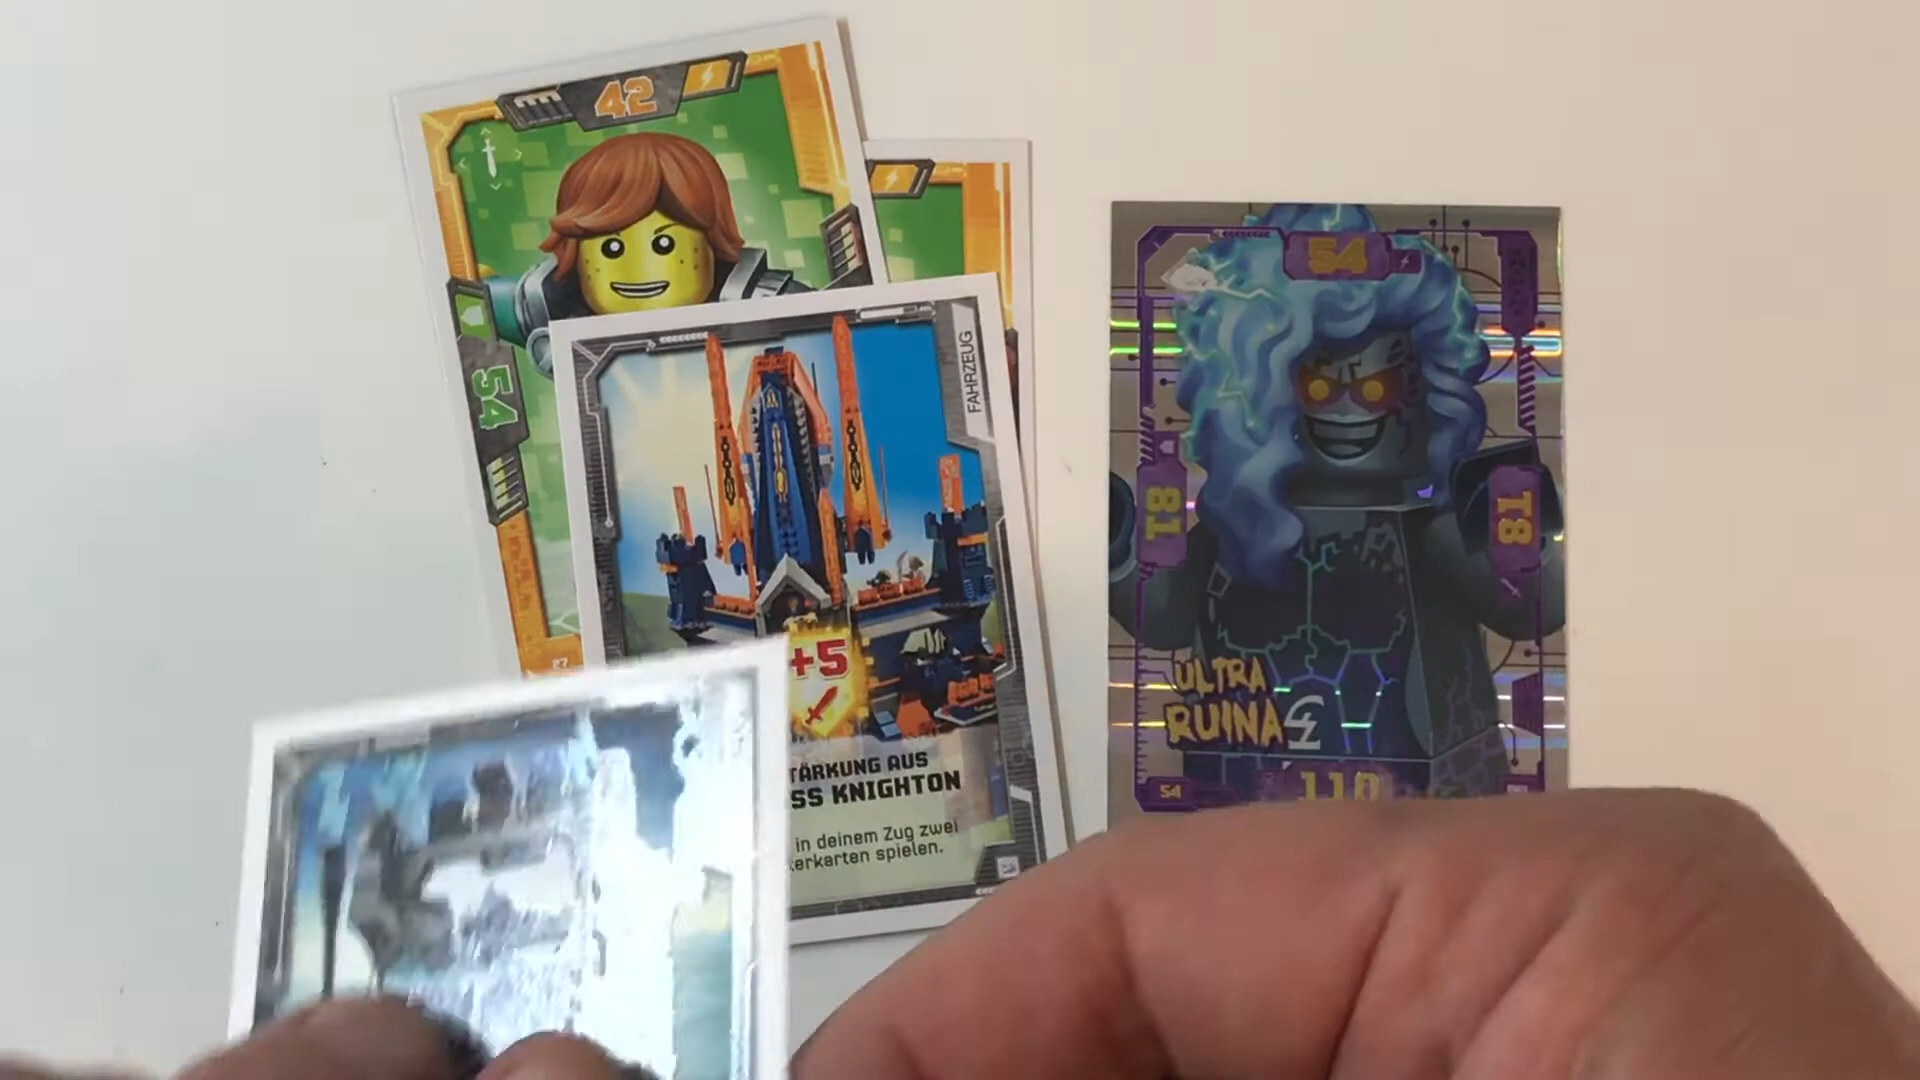 42
54
27
FAHRZEUG
+5
TÄRKUNG AUS
SS KNIGHTON
in deinem Zug zwei
kerkarten spielen.
54
81
81
ULTRA
RUINA
54
110